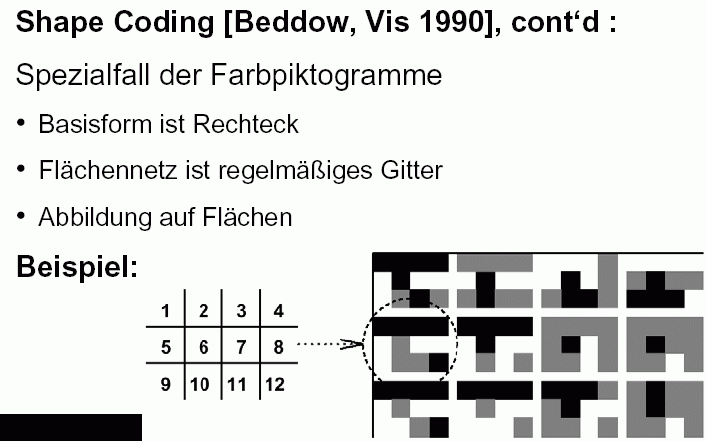 Shape Coding [Beddow, Vis 1990], cont‘d :
Spezialfall der Farbpiktogramme
• Basisform ist Rechteck
• Flächennetz ist regelmäßiges Gitter
• Abbildung auf Flächen
Beispiel:
1 2 3 4
5 6 7 8
9 10 11 12